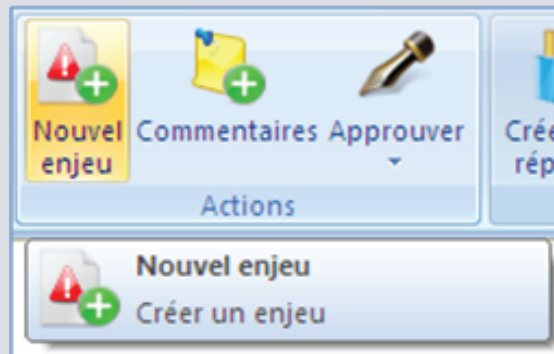 Nouvel enjeu
Commentaires
Approuver
Actions
Nouvel enjeu
Créer un enjeu